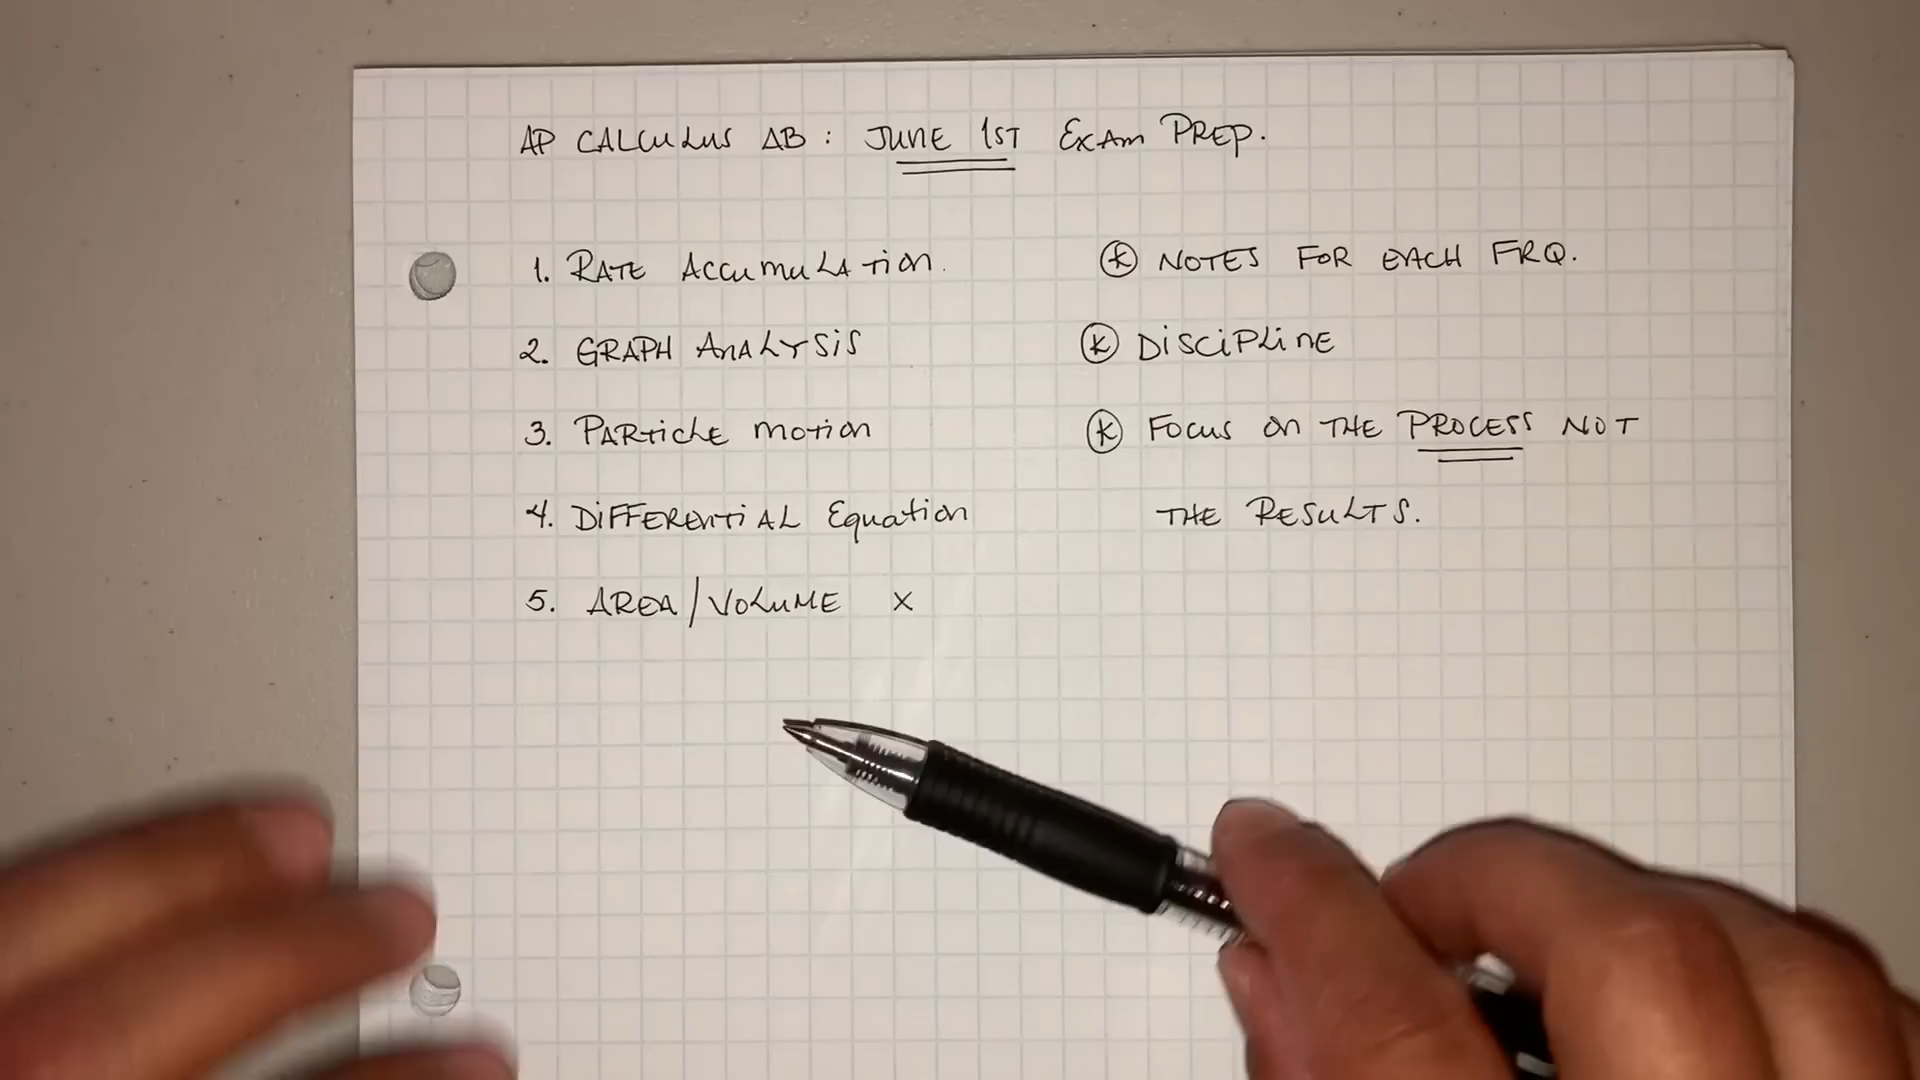 AP CALCULUS AB: JUNE 1ST EXAM PREP.
1. RATE ACCUMULATION.
2. GRAPH ANALYSIS
3. PARTICLE MOTION
4. DIFFERENTIAL EQUATION
5. AREA/VOLUME X
* NOTES FOR EACH FRQ.
* DISCIPLINE
* FOCUS ON THE PROCESS NOT
THE RESULTS.